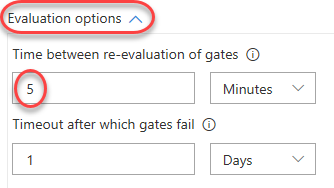 Evaluation options
Time between re-evaluation of gates
5 Minutes
Timeout after which gates fail
1 Days